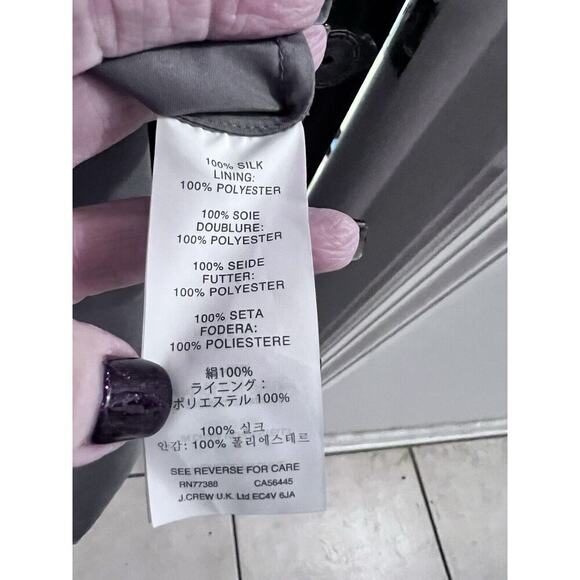 100% SILK
LINING:
100% POLYESTER
100% SOIE
DOUBLURE:
100% POLYESTER
100% SEIDE
FUTTER:
100% POLYESTER
100% SETA
FODERA:
100% POLIESTERE
絹100%
ライニング：
ポリエステル 100%
100% 실크
안감: 100% 폴리에스테르
SEE REVERSE FOR CARE
RN77388 CA56445
J.CREW U.K. Ltd EC4V 6JA